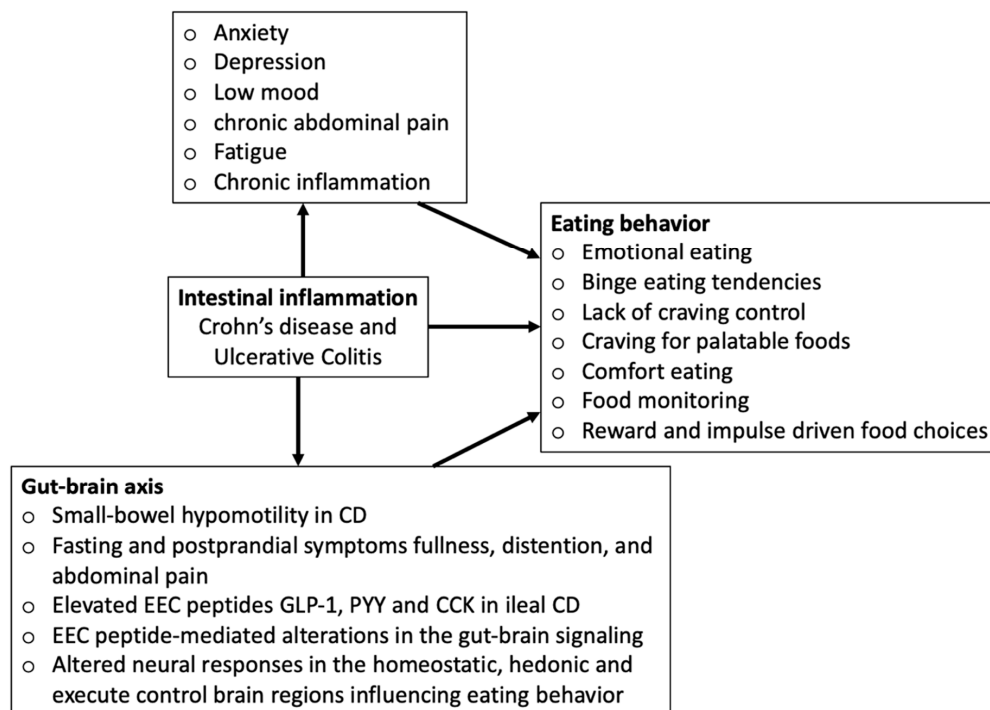 ○ Anxiety
○ Depression
○ Low mood
○ chronic abdominal pain
○ Fatigue
○ Chronic inflammation
Intestinal inflammation
Crohn’s disease and
Ulcerative Colitis
Eating behavior
○ Emotional eating
○ Binge eating tendencies
○ Lack of craving control
○ Craving for palatable foods
○ Comfort eating
○ Food monitoring
○ Reward and impulse driven food choices
Gut-brain axis
○ Small-bowel hypomotility in CD
○ Fasting and postprandial symptoms fullness, distention, and
abdominal pain
○ Elevated EEC peptides GLP-1, PYY and CCK in ileal CD
○ EEC peptide-mediated alterations in the gut-brain signaling
○ Altered neural responses in the homeostatic, hedonic and
execute control brain regions influencing eating behavior